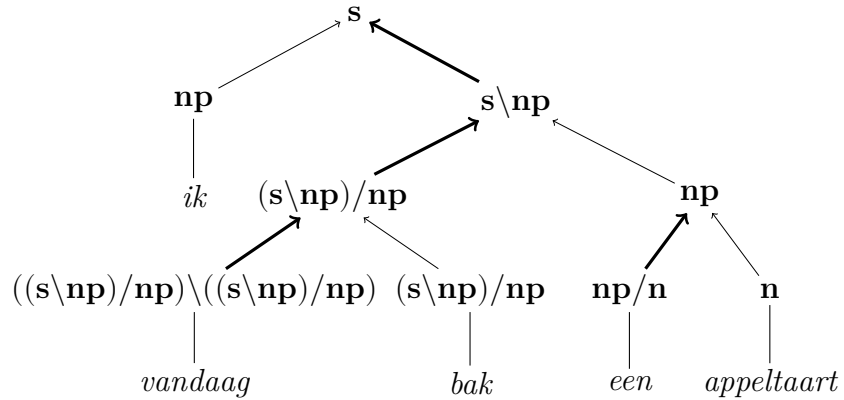 s
np s\np
ik (s\np)/np np
((s\np)/np)\((s\np)/np) (s\np)/np np/n n
vandaag bak een appeltaart